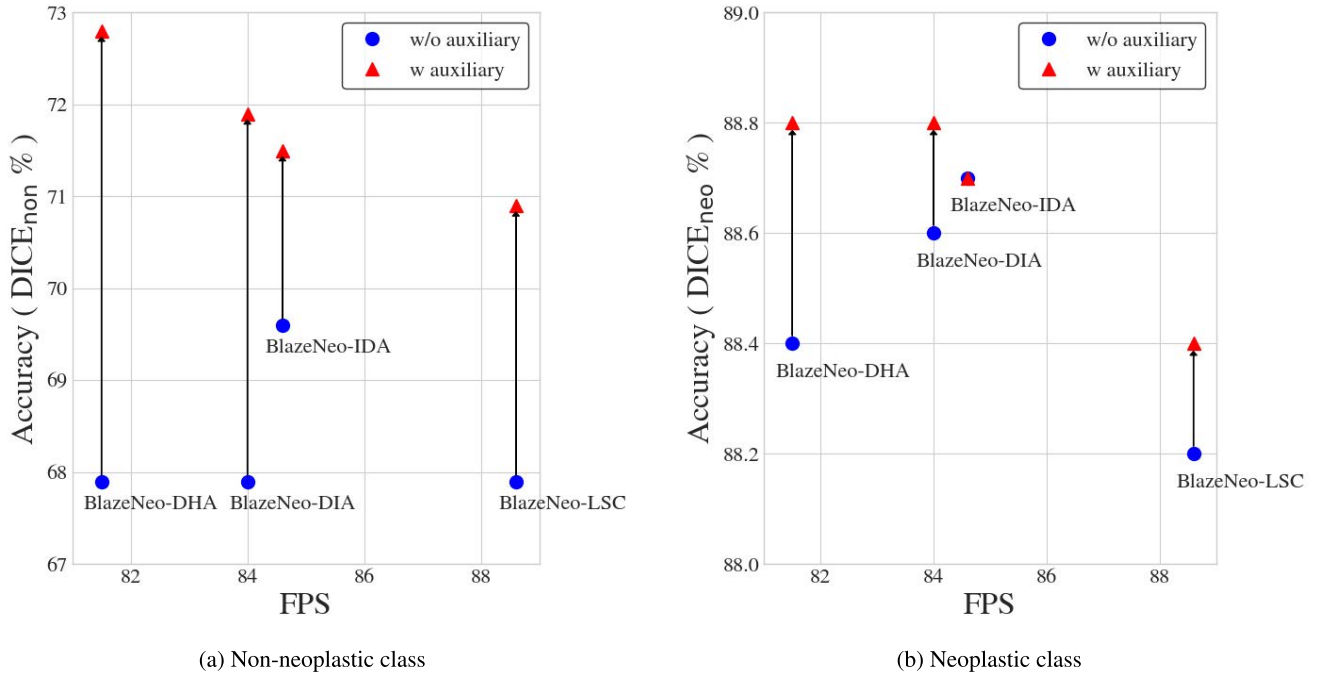 73
72
71
70
69
68
67
Accuracy ( DICE_non % )
w/o auxiliary
w auxiliary
BlazeNeo-IDA
BlazeNeo-DHA BlazeNeo-DIA BlazeNeo-LSC
82 84 86 88
FPS
(a) Non-neoplastic class
89.0
88.8
88.6
88.4
88.2
88.0
Accuracy ( DICE_neo % )
w/o auxiliary
w auxiliary
BlazeNeo-IDA
BlazeNeo-DIA
BlazeNeo-DHA
BlazeNeo-LSC
82 84 86 88
FPS
(b) Neoplastic class